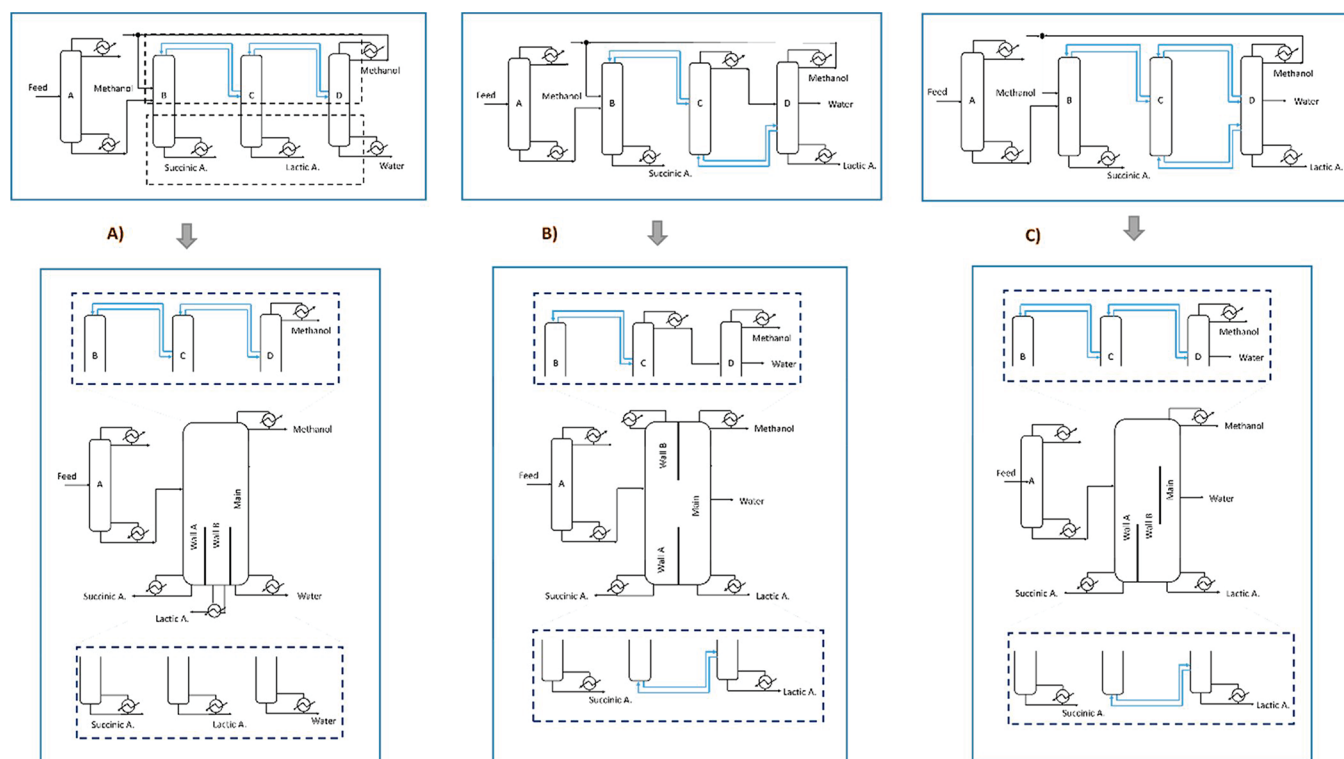 A
B
C
D
Feed
Methanol
Methanol
Succinic A.
Lactic A.
Water
A
B
C
D
Feed
Methanol
Methanol
Water
Succinic A.
Lactic A.
A
B
C
D
Feed
Methanol
Methanol
Water
Succinic A.
Lactic A.
A)
B)
C)
B
C
D
Methanol
A
Feed
Methanol
Wall A
Wall B
Main
Succinic A.
Lactic A.
Water
Succinic A.
Lactic A.
Water
B
C
D
Methanol
Water
A
Feed
Methanol
Wall B
Main
Water
Wall A
Succinic A.
Lactic A.
Succinic A.
Lactic A.
B
C
D
Methanol
Water
A
Feed
Methanol
Wall A
Wall B
Main
Water
Succinic A.
Lactic A.
Succinic A.
Lactic A.